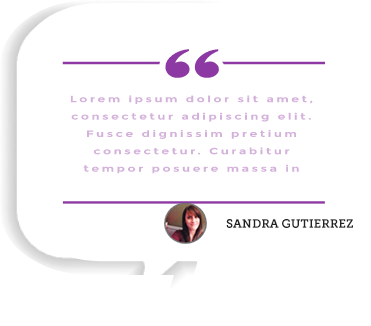 Lorem ipsum dolor sit amet,
consectetur adipiscing elit.
Fusce dignissim pretium
consectetur. Curabitur
tempor posuere massa in
SANDRA GUTIERREZ